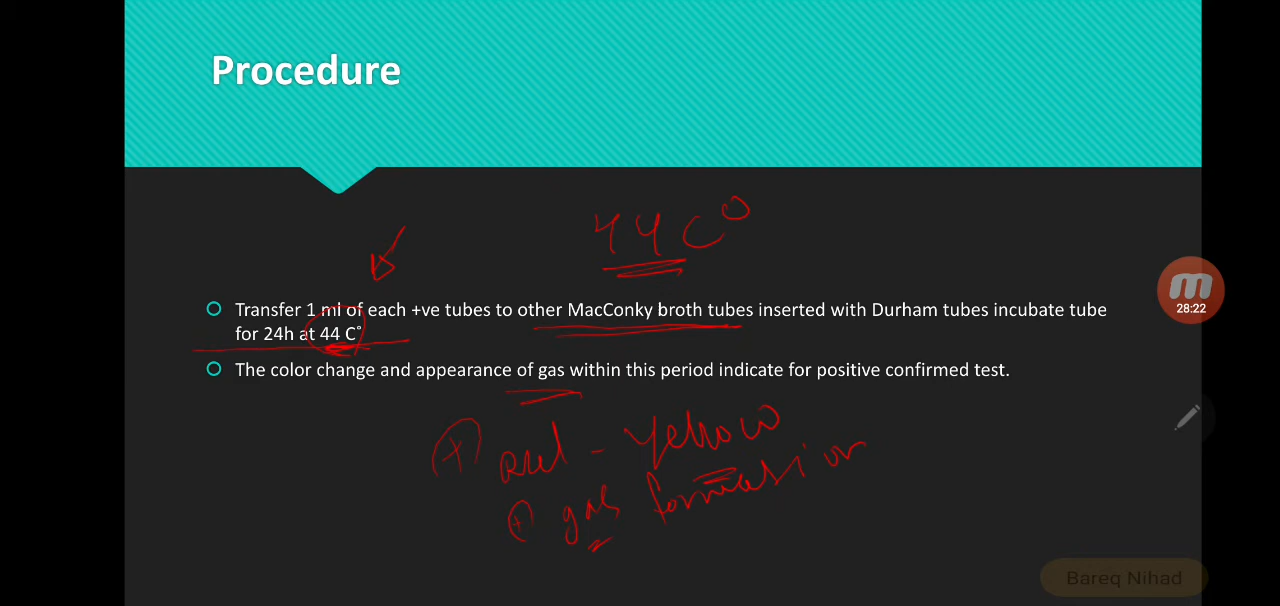 Procedure
44 C°
Transfer 1 ml of each +ve tubes to other MacConky broth tubes inserted with Durham tubes incubate tube
for 24h at 44 C°
The color change and appearance of gas within this period indicate for positive confirmed test.
+ Red - Yellow
+ gas formasion
28:22
Bareq Nihad